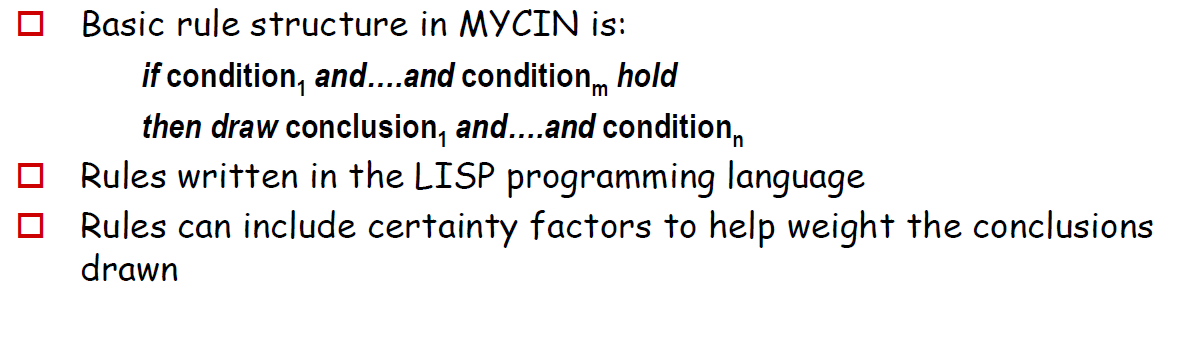 Basic rule structure in MYCIN is:
if condition₁ and....and conditionₘ hold
then draw conclusion₁ and....and conditionₙ
Rules written in the LISP programming language
Rules can include certainty factors to help weight the conclusions
drawn